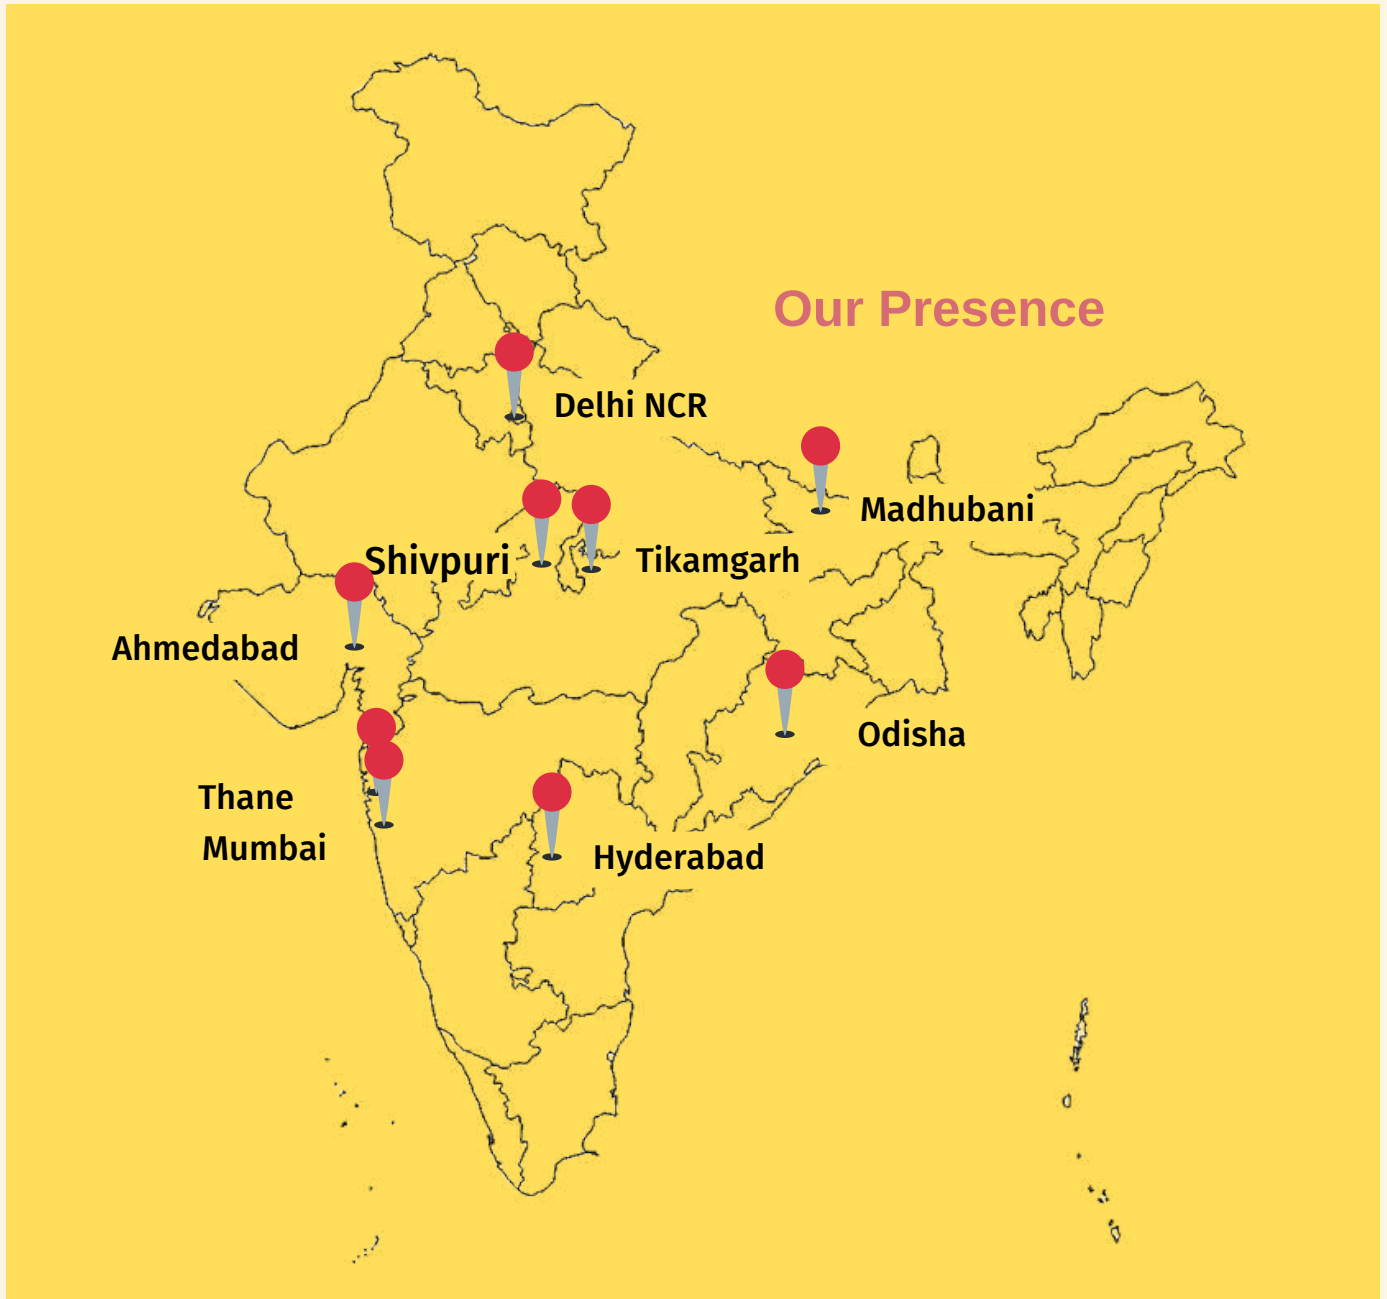 Our Presence
Delhi NCR
Madhubani
Shivpuri
Tikamgarh
Ahmedabad
Odisha
Thane
Mumbai
Hyderabad